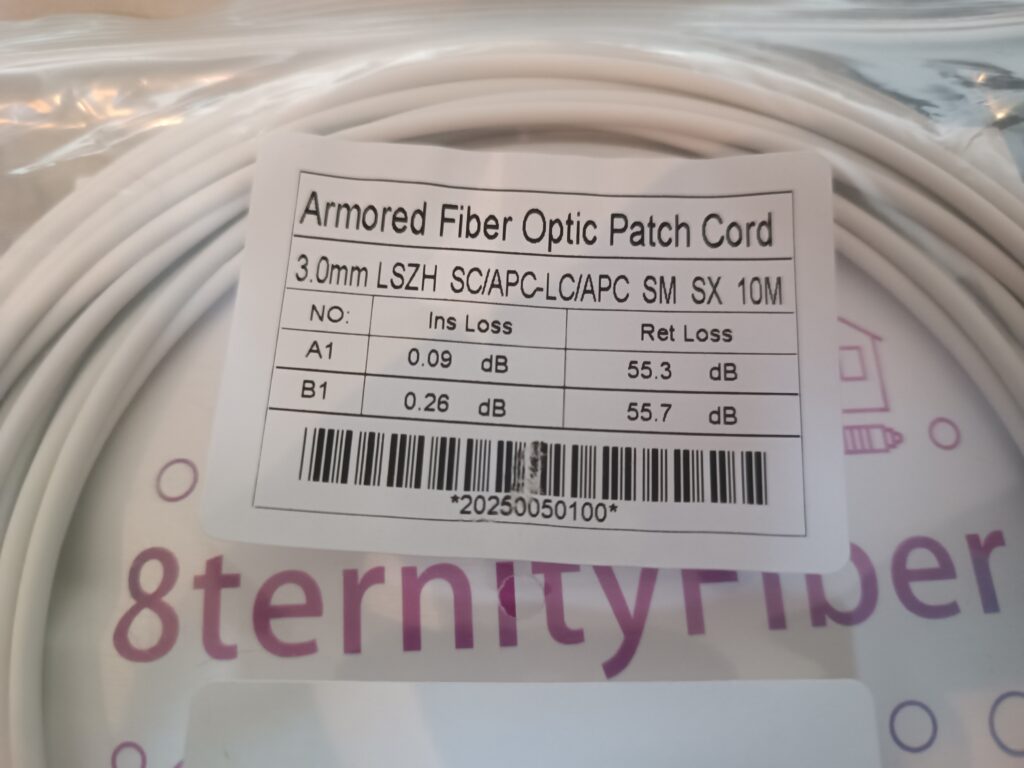 Armored Fiber Optic Patch Cord
3.0mm LSZH SC/APC-LC/APC SM SX 10M
NO: Ins Loss Ret Loss
A1 0.09 dB 55.3 dB
B1 0.26 dB 55.7 dB
*20250050100*
8ternityFiber